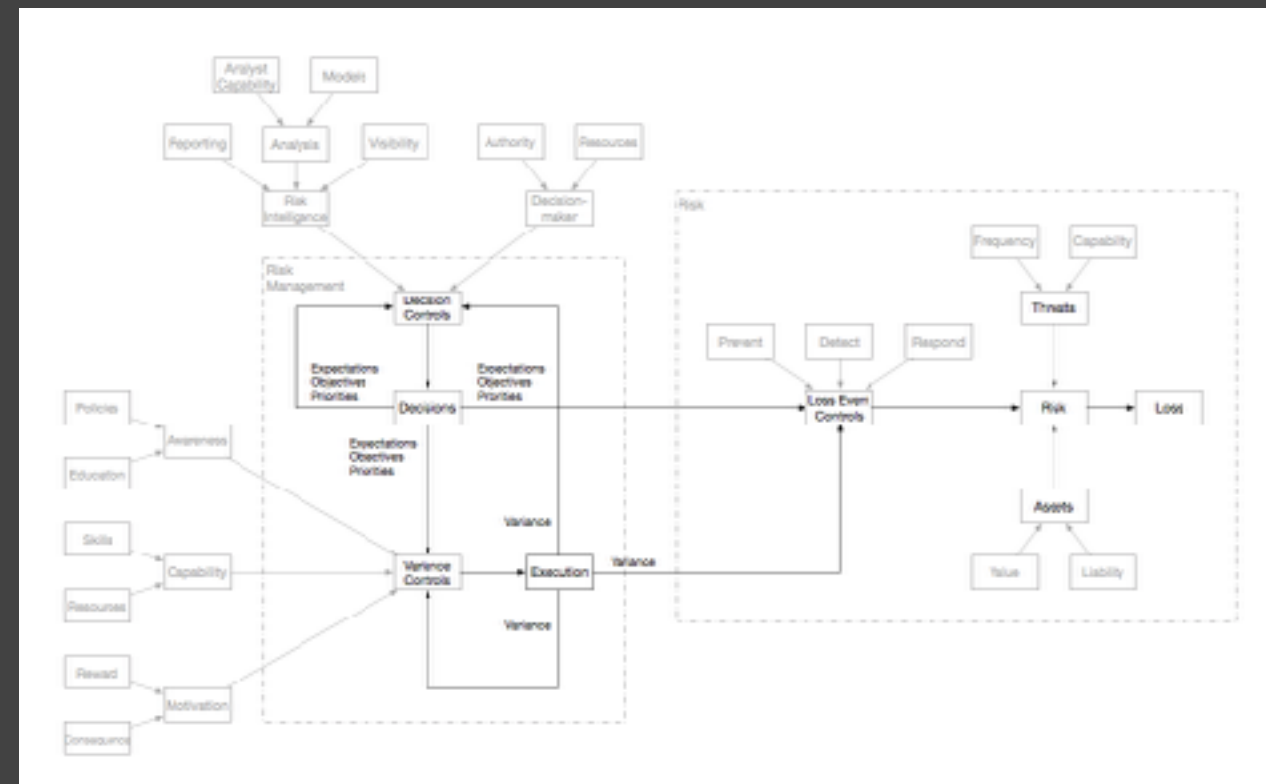 Analyst
Capability
Models
Reporting
Analysis
Visibility
Authority
Resources
Risk
Intelligence
Decision-
maker
Risk
Frequency
Capability
Risk
Management
Decision
Controls
Threats
Prevent
Detect
Respond
Expectations
Objectives
Priorities
Expectations
Objectives
Priorities
Policies
Decisions
Loss Event
Controls
Risk
Loss
Awareness
Expectations
Objectives
Priorities
Education
Assets
Variance
Skills
Variance
Capability
Variance
Controls
Execution
Value
Liability
Resources
Variance
Reward
Motivation
Consequence